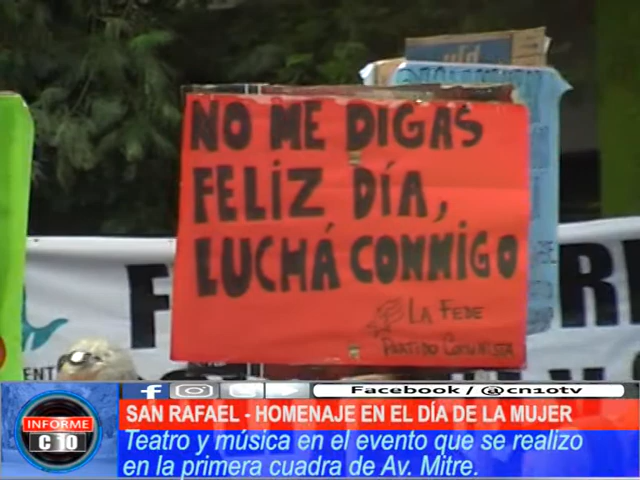 NO ME DIGAS
FELIZ DÍA,
LUCHÁ CONMIGO
LA FEDE
PARTIDO COMUNISTA
F
ENT
Facebook / @cn10tv
INFORME
C 10
SAN RAFAEL - HOMENAJE EN EL DÍA DE LA MUJER
Teatro y música en el evento que se realizo
en la primera cuadra de Av. Mitre.